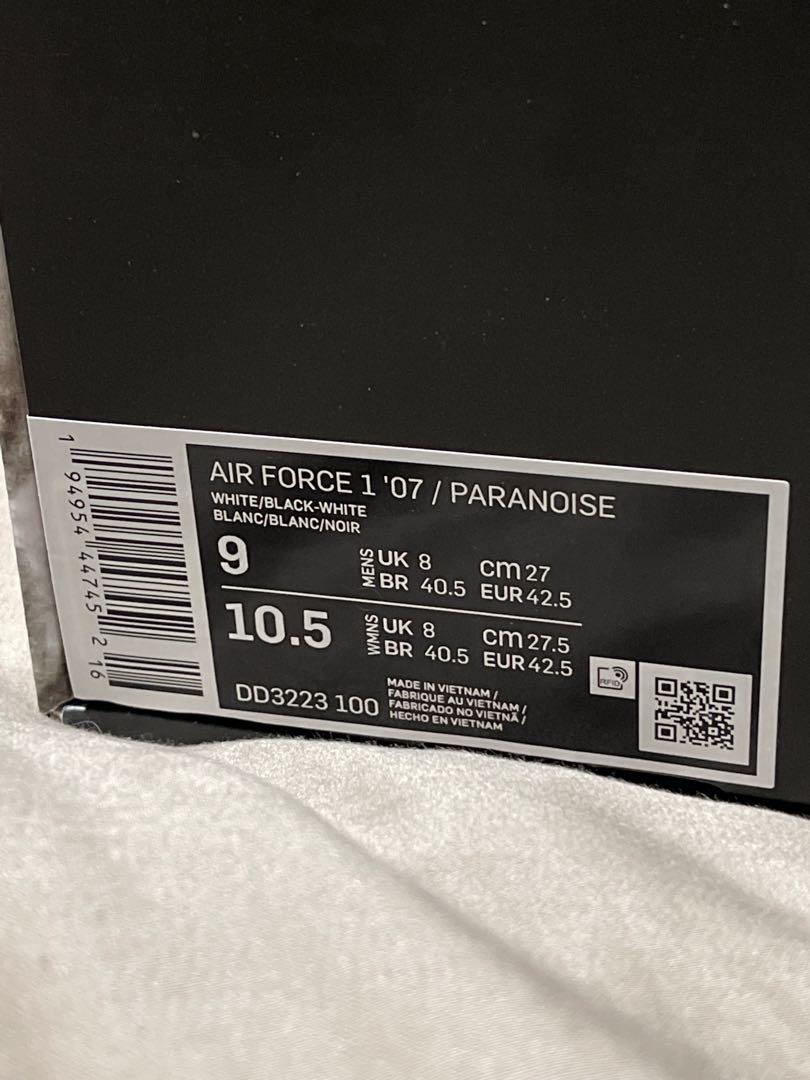 1 94954 44745 2 16
AIR FORCE 1 '07 / PARANOISE
WHITE/BLACK-WHITE
BLANC/BLANC/NOIR
9 MENS UK 8 cm 27
BR 40.5 EUR 42.5
10.5 WMNS UK 8 cm 27.5
BR 40.5 EUR 42.5
DD3223 100
MADE IN VIETNAM /
FABRIQUE AU VIETNAM /
FABRICADO NO VIETNÃ /
HECHO EN VIETNAM
RFID